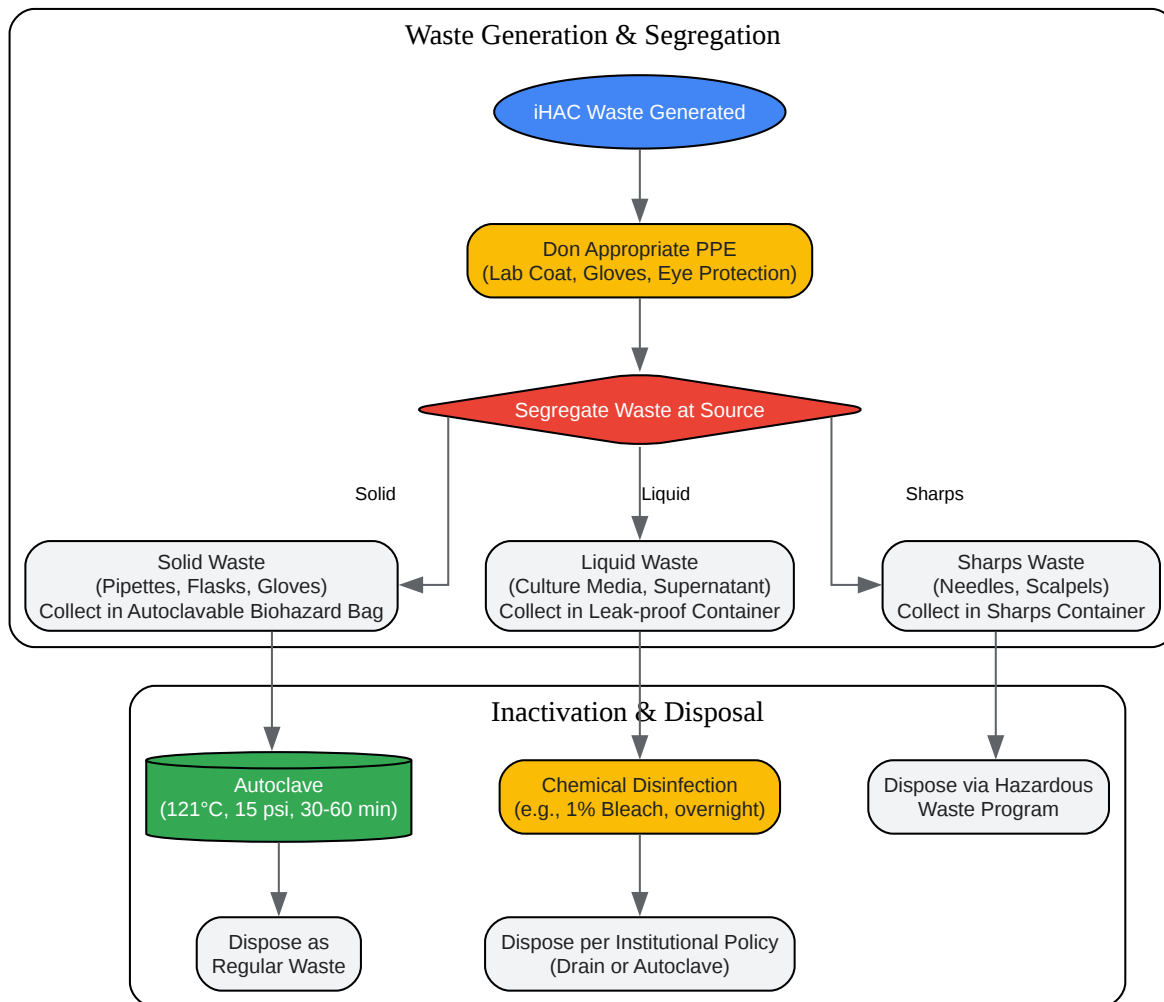 Waste Generation & Segregation
iHAC Waste Generated
Don Appropriate PPE
(Lab Coat, Gloves, Eye Protection)
Segregate Waste at Source
Solid
Liquid
Sharps
Solid Waste
(Pipettes, Flasks, Gloves)
Collect in Autoclavable Biohazard Bag
Liquid Waste
(Culture Media, Supernatant)
Collect in Leak-proof Container
Sharps Waste
(Needles, Scalpels)
Collect in Sharps Container
Inactivation & Disposal
Autoclave
(121°C, 15 psi, 30-60 min)
Chemical Disinfection
(e.g., 1% Bleach, overnight)
Dispose via Hazardous
Waste Program
Dispose as
Regular Waste
Dispose per Institutional Policy
(Drain or Autoclave)